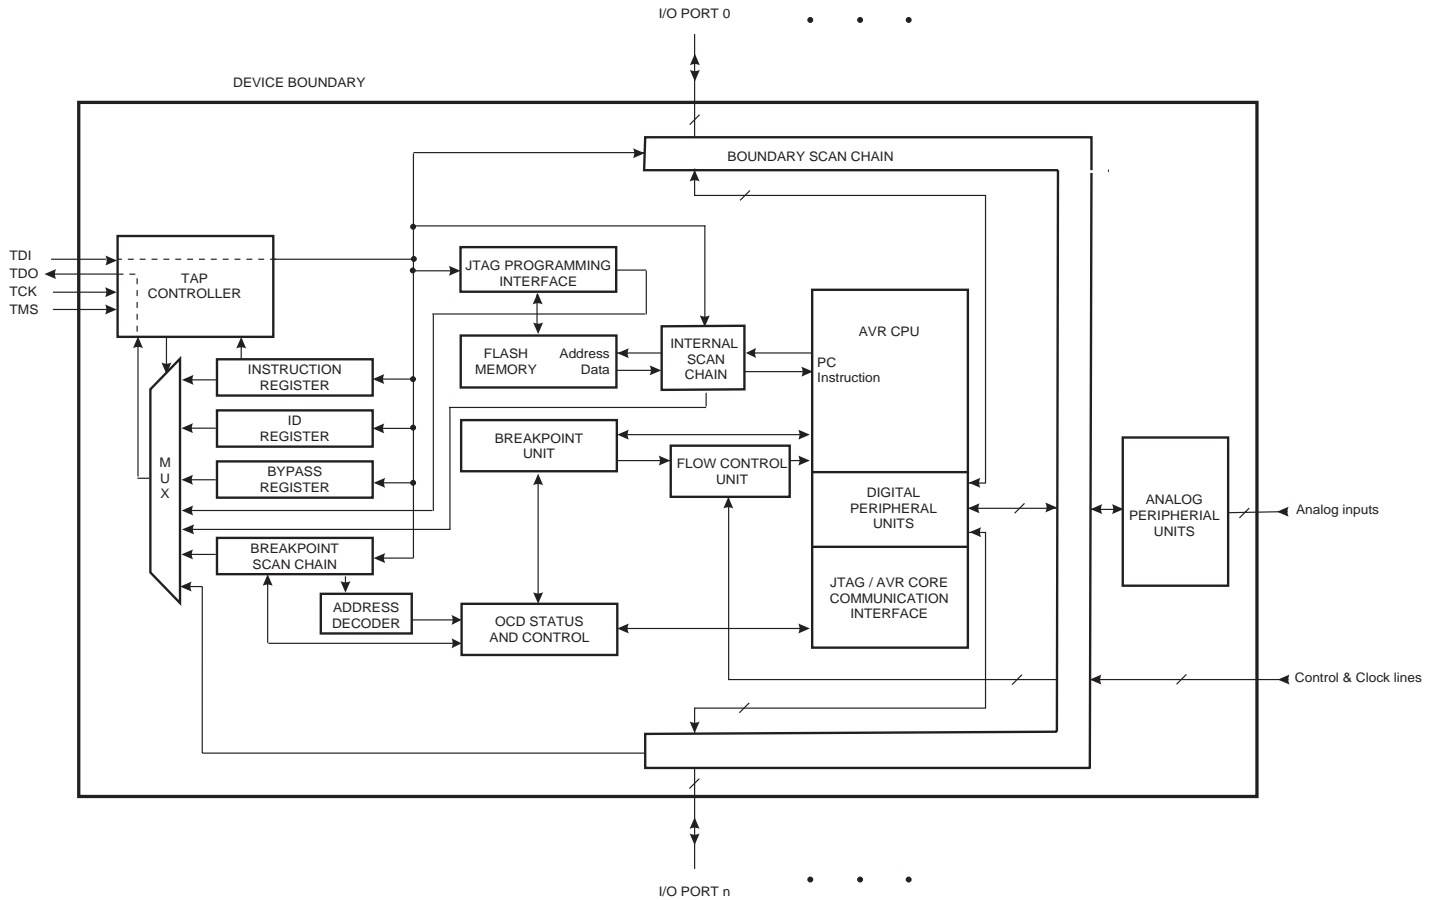 I/O PORT 0
DEVICE BOUNDARY
BOUNDARY SCAN CHAIN
TDI
TDO
TCK
TMS
TAP
CONTROLLER
JTAG PROGRAMMING
INTERFACE
AVR CPU
FLASH
MEMORY
Address
Data
INTERNAL
SCAN
CHAIN
PC
Instruction
INSTRUCTION
REGISTER
ID
REGISTER
BREAKPOINT
UNIT
FLOW CONTROL
UNIT
M
U
X
BYPASS
REGISTER
DIGITAL
PERIPHERAL
UNITS
ANALOG
PERIPHERIAL
UNITS
Analog inputs
BREAKPOINT
SCAN CHAIN
JTAG / AVR CORE
COMMUNICATION
INTERFACE
ADDRESS
DECODER
OCD STATUS
AND CONTROL
Control & Clock lines
I/O PORT n